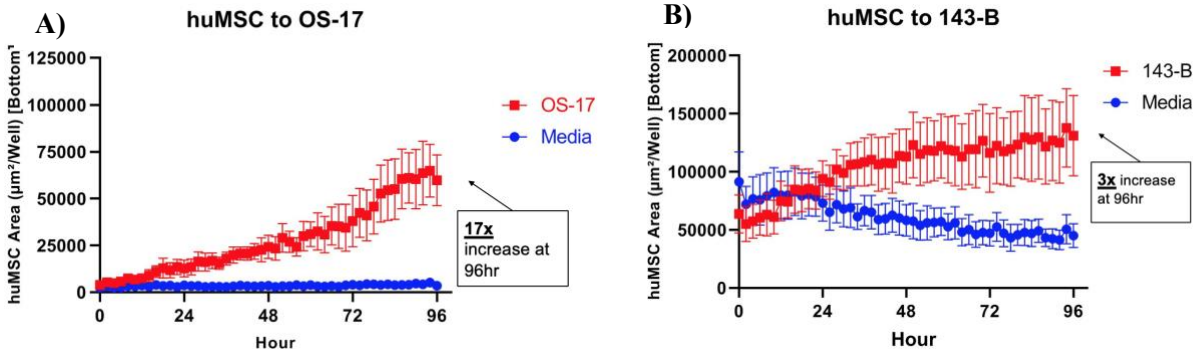 A)
huMSC to OS-17
huMSC Area (µm²/Well) [Bottom¹
125000
100000
75000
50000
25000
0
0 24 48 72 96
Hour
OS-17
Media
17x
increase at
96hr
B)
huMSC to 143-B
huMSC Area (µm²/Well) [Bottom]
200000
150000
100000
50000
0
0 24 48 72 96
Hour
143-B
Media
3x increase
at 96hr